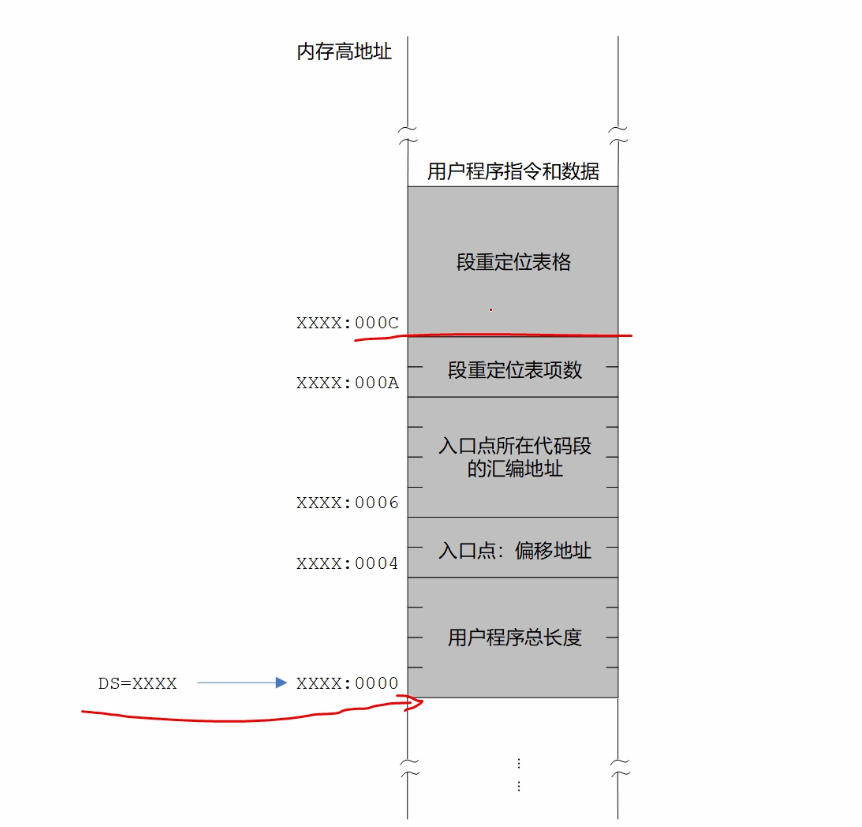 内存高地址
用户程序指令和数据
段重定位表格
XXXX:000C
段重定位表项数
XXXX:000A
入口点所在代码段
的汇编地址
XXXX:0006
入口点：偏移地址
XXXX:0004
用户程序总长度
DS=XXXX
XXXX:0000